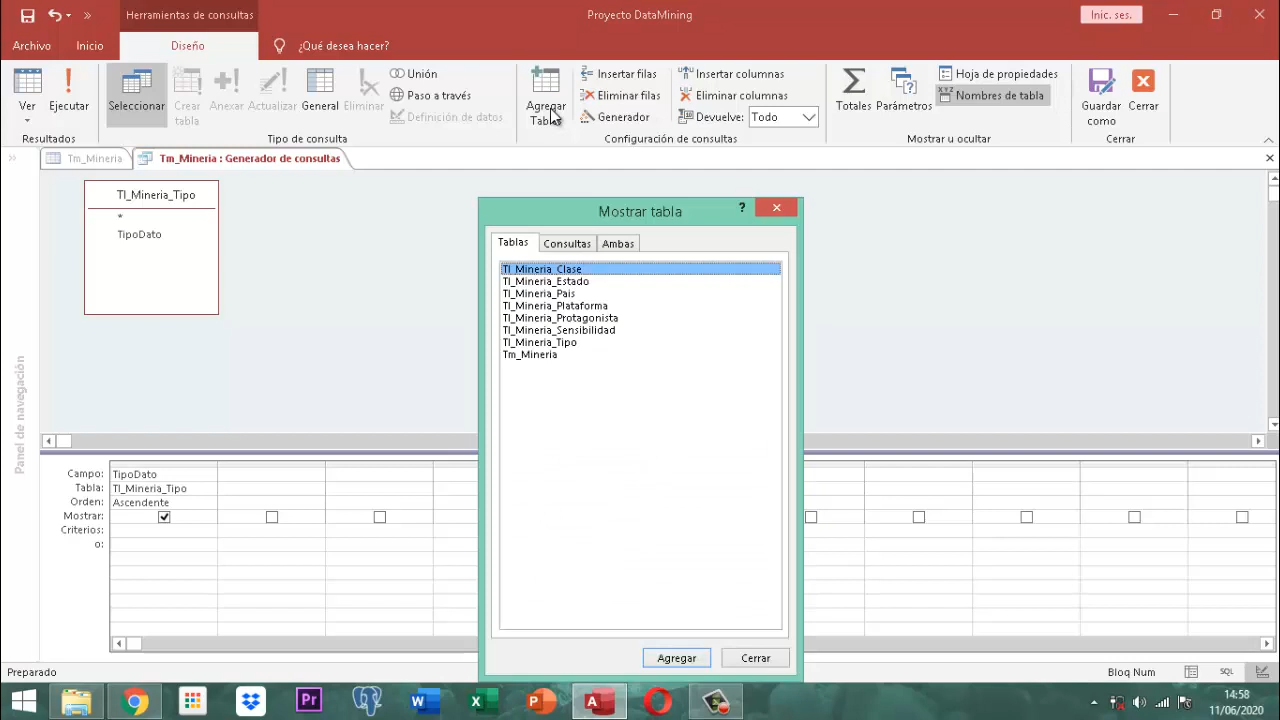 Herramientas de consultas
Proyecto DataMining
Inic. ses.
Archivo
Inicio
Diseño
¿Qué desea hacer?
Ver
Ejecutar
Seleccionar
Crear tabla
Anexar
Actualizar
General
Eliminar
Unión
Paso a través
Definición de datos
Agregar Tabla
Insertar filas
Eliminar filas
Generador
Insertar columnas
Eliminar columnas
Devuelve: Todo
Totales
Parámetros
Hoja de propiedades
XYZ Nombres de tabla
Guardar como
Cerrar
Resultados
Tipo de consulta
Configuración de consultas
Mostrar u ocultar
Cerrar
Tm_Mineria
Tm_Mineria : Generador de consultas
Panel de navegación
Tl_Mineria_Tipo
*
TipoDato
Mostrar tabla
?
Tablas
Consultas
Ambas
Tl_Mineria_Clase
Tl_Mineria_Estado
Tl_Mineria_Pais
Tl_Mineria_Plataforma
Tl_Mineria_Protagonista
Tl_Mineria_Sensibilidad
Tl_Mineria_Tipo
Tm_Mineria
Agregar
Cerrar
Campo: TipoDato
Tabla: Tl_Mineria_Tipo
Orden: Ascendente
Mostrar:
Criterios:
o:
Preparado
Bloq Num
SQL
14:58
11/06/2020